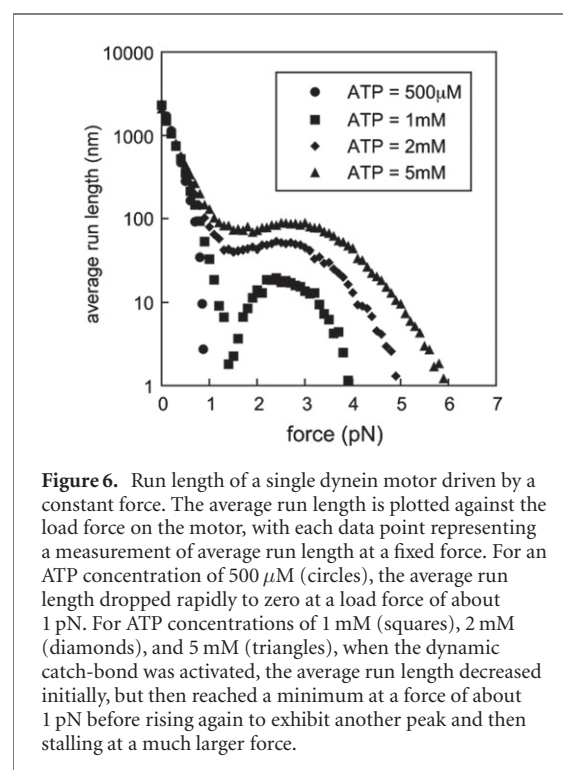 10000
1000
100
10
1
average run length (nm)
ATP = 500μM
ATP = 1mM
ATP = 2mM
ATP = 5mM
0 1 2 3 4 5 6 7
force (pN)
Figure 6. Run length of a single dynein motor driven by a
constant force. The average run length is plotted against the
load force on the motor, with each data point representing
a measurement of average run length at a fixed force. For an
ATP concentration of 500 μM (circles), the average run
length dropped rapidly to zero at a load force of about
1 pN. For ATP concentrations of 1 mM (squares), 2 mM
(diamonds), and 5 mM (triangles), when the dynamic
catch-bond was activated, the average run length decreased
initially, but then reached a minimum at a force of about
1 pN before rising again to exhibit another peak and then
stalling at a much larger force.